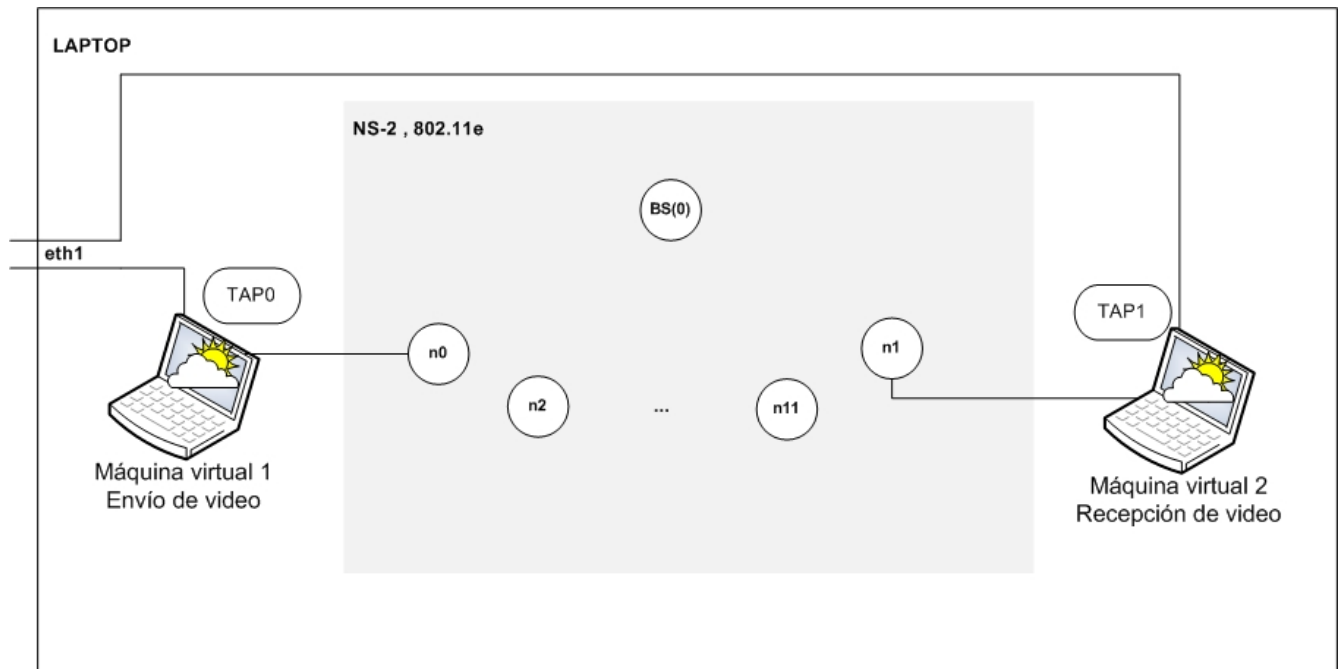 LAPTOP
NS-2 , 802.11e
BS(0)
eth1
TAP0
TAP1
n0
n1
n2
...
n11
Máquina virtual 1
Envío de video
Máquina virtual 2
Recepción de video